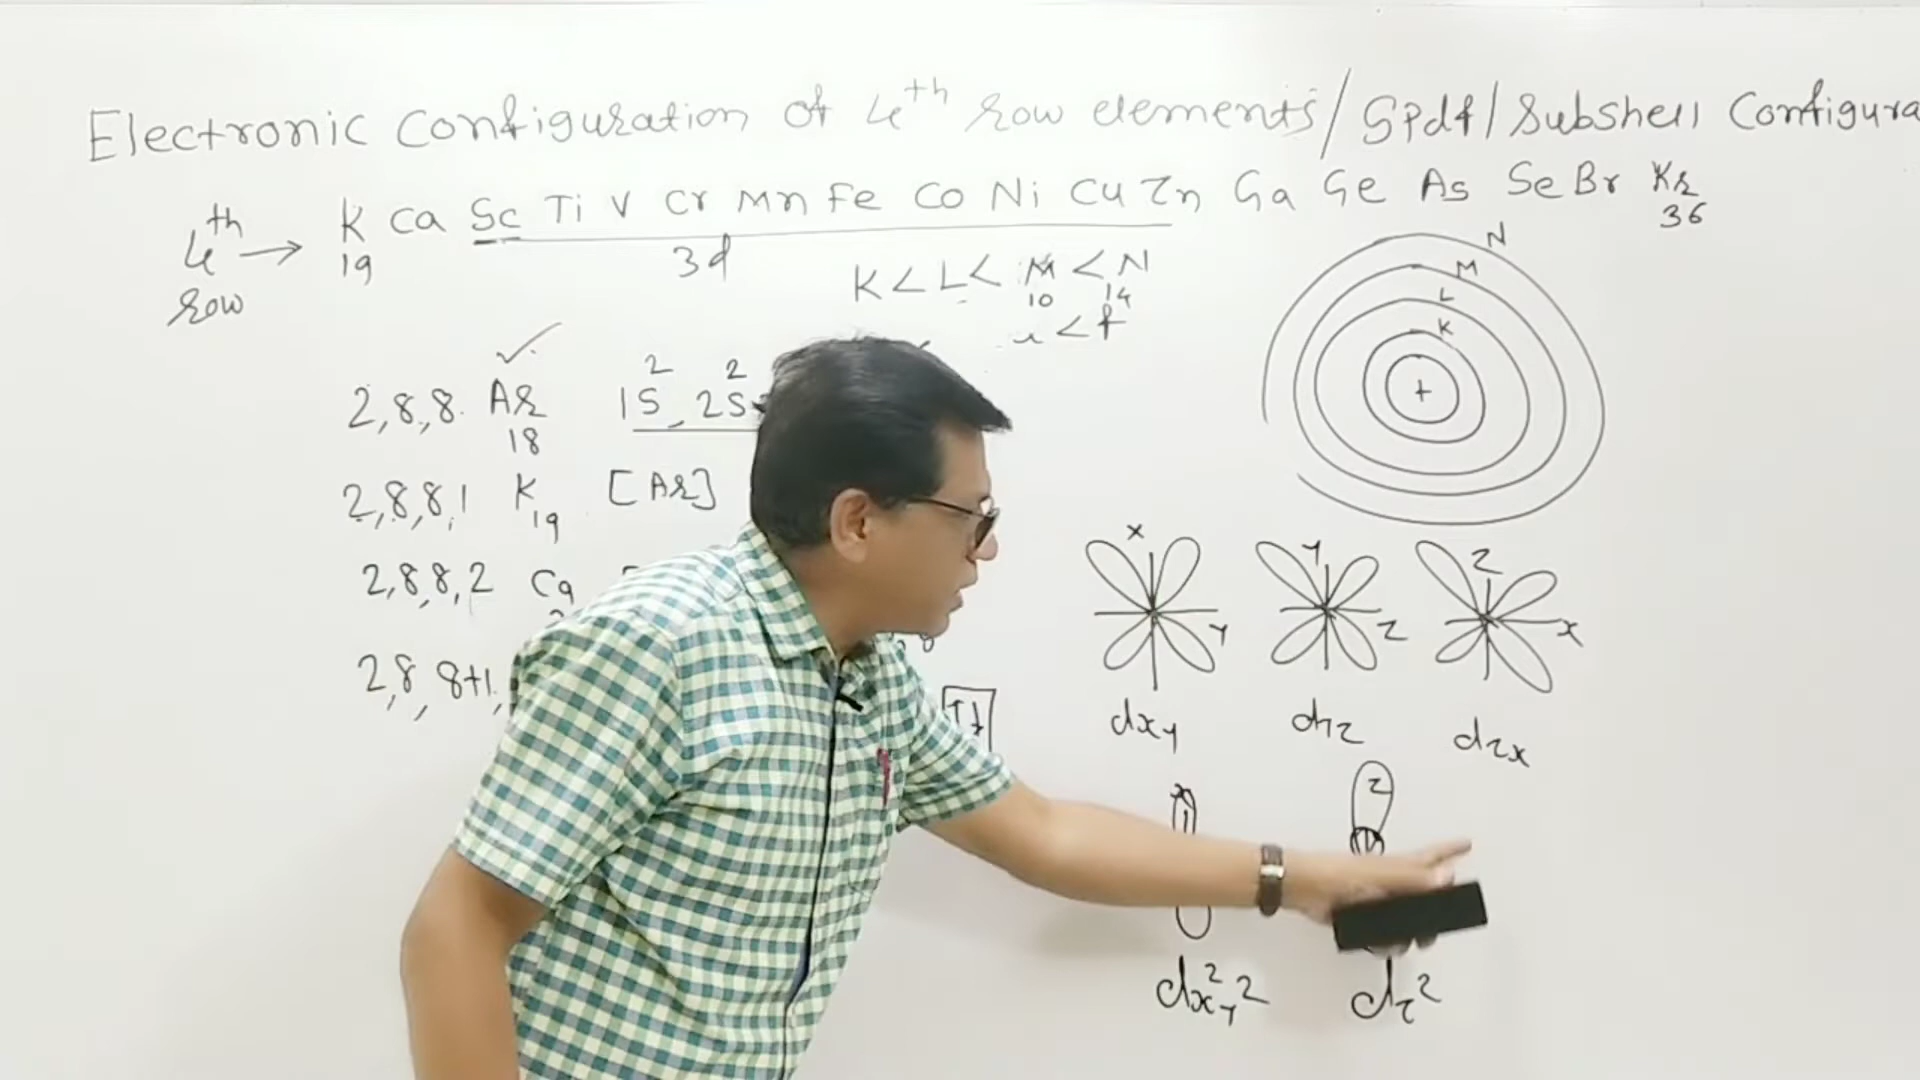 Electronic Configuration of 4th row elements/Spdf/Subshell Configura
4th row → K Ca Sc Ti V Cr Mn Fe Co Ni Cu Zn Ga Ge As Se Br Kr
19 36
3d
K<L<M<N
10 14
<f
2,8,8 Ar 1S2, 2S2
18
2,8,8,1 K [Ar]
19
2,8,8,2 Ca
2,8,8+1,
N
M
L
K
+
X Y Z
Y Z X
dxy dyz dzx
Z
dx2y2 dz2